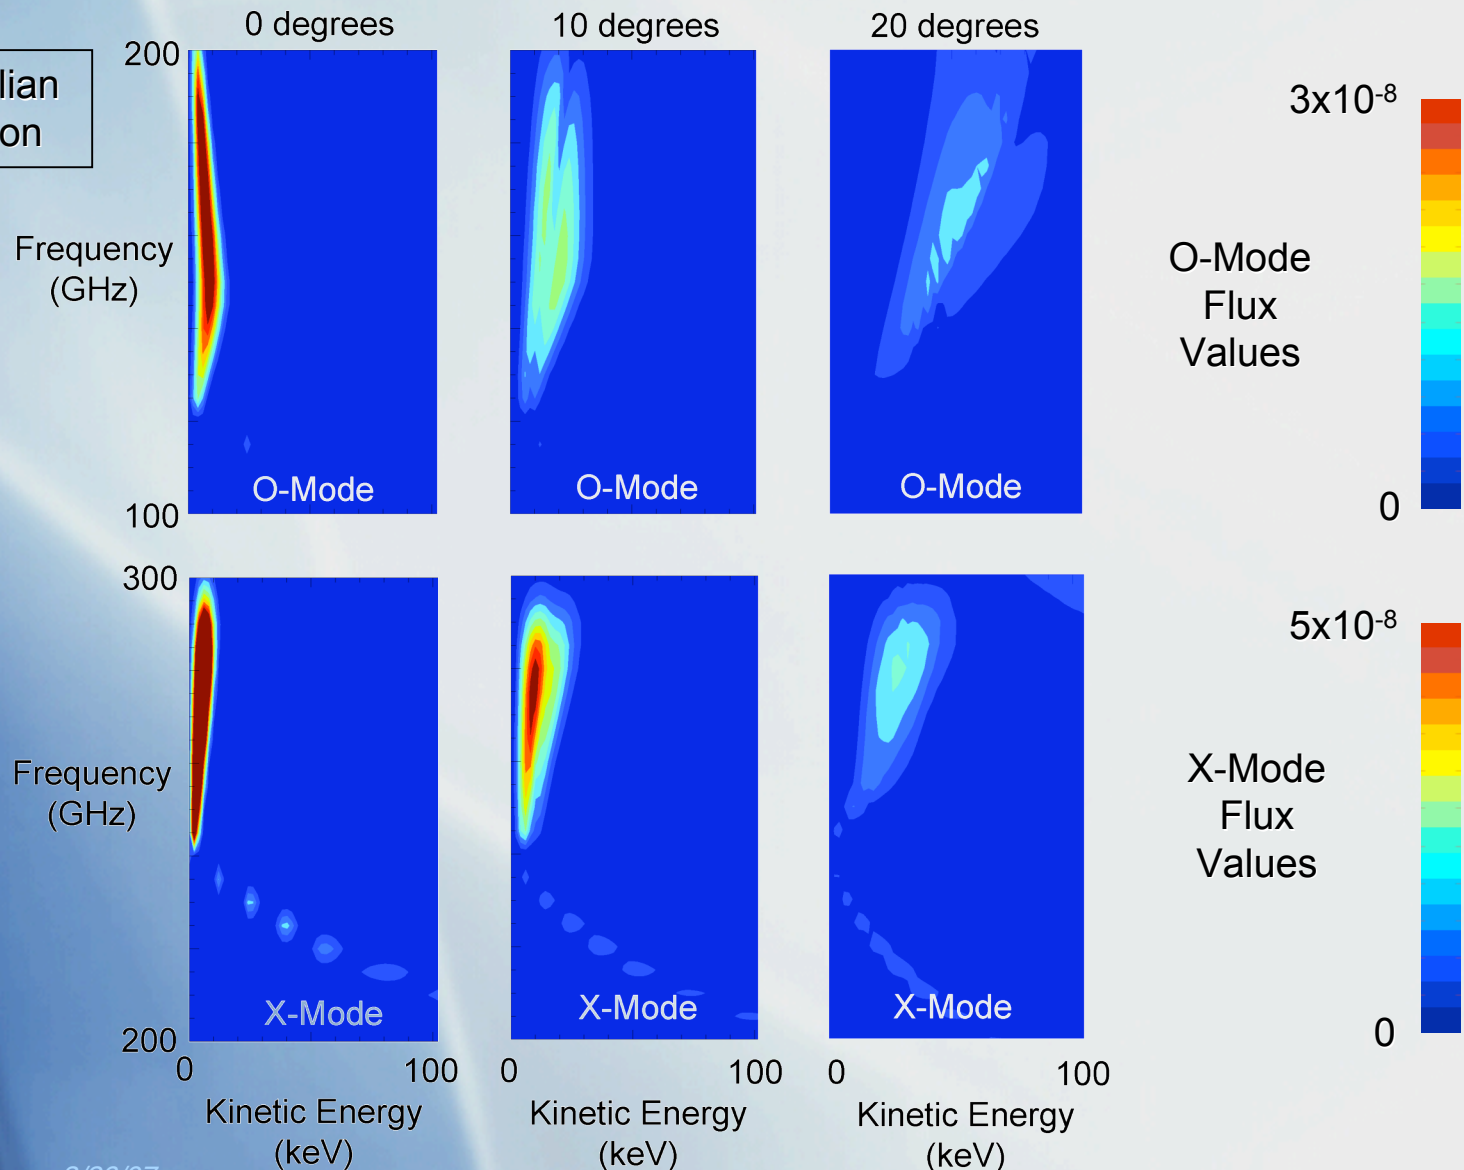 0 degrees
10 degrees
20 degrees
200
lian
on
Frequency
(GHz)
100
O-Mode
O-Mode
O-Mode
3x10-8
O-Mode
Flux
Values
0
300
Frequency
(GHz)
200
X-Mode
X-Mode
X-Mode
5x10-8
X-Mode
Flux
Values
0
0
100
0
100
0
100
Kinetic Energy
(keV)
Kinetic Energy
(keV)
Kinetic Energy
(keV)